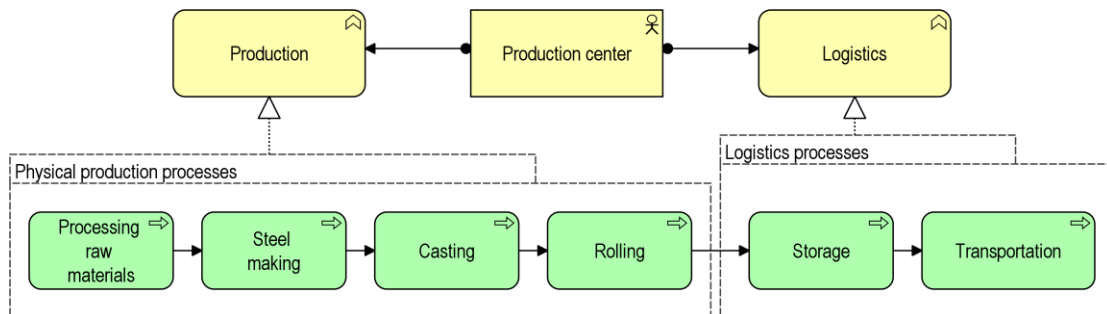 Production
Production center
Logistics
Physical production processes
Logistics processes
Processing
raw
materials
Steel
making
Casting
Rolling
Storage
Transportation